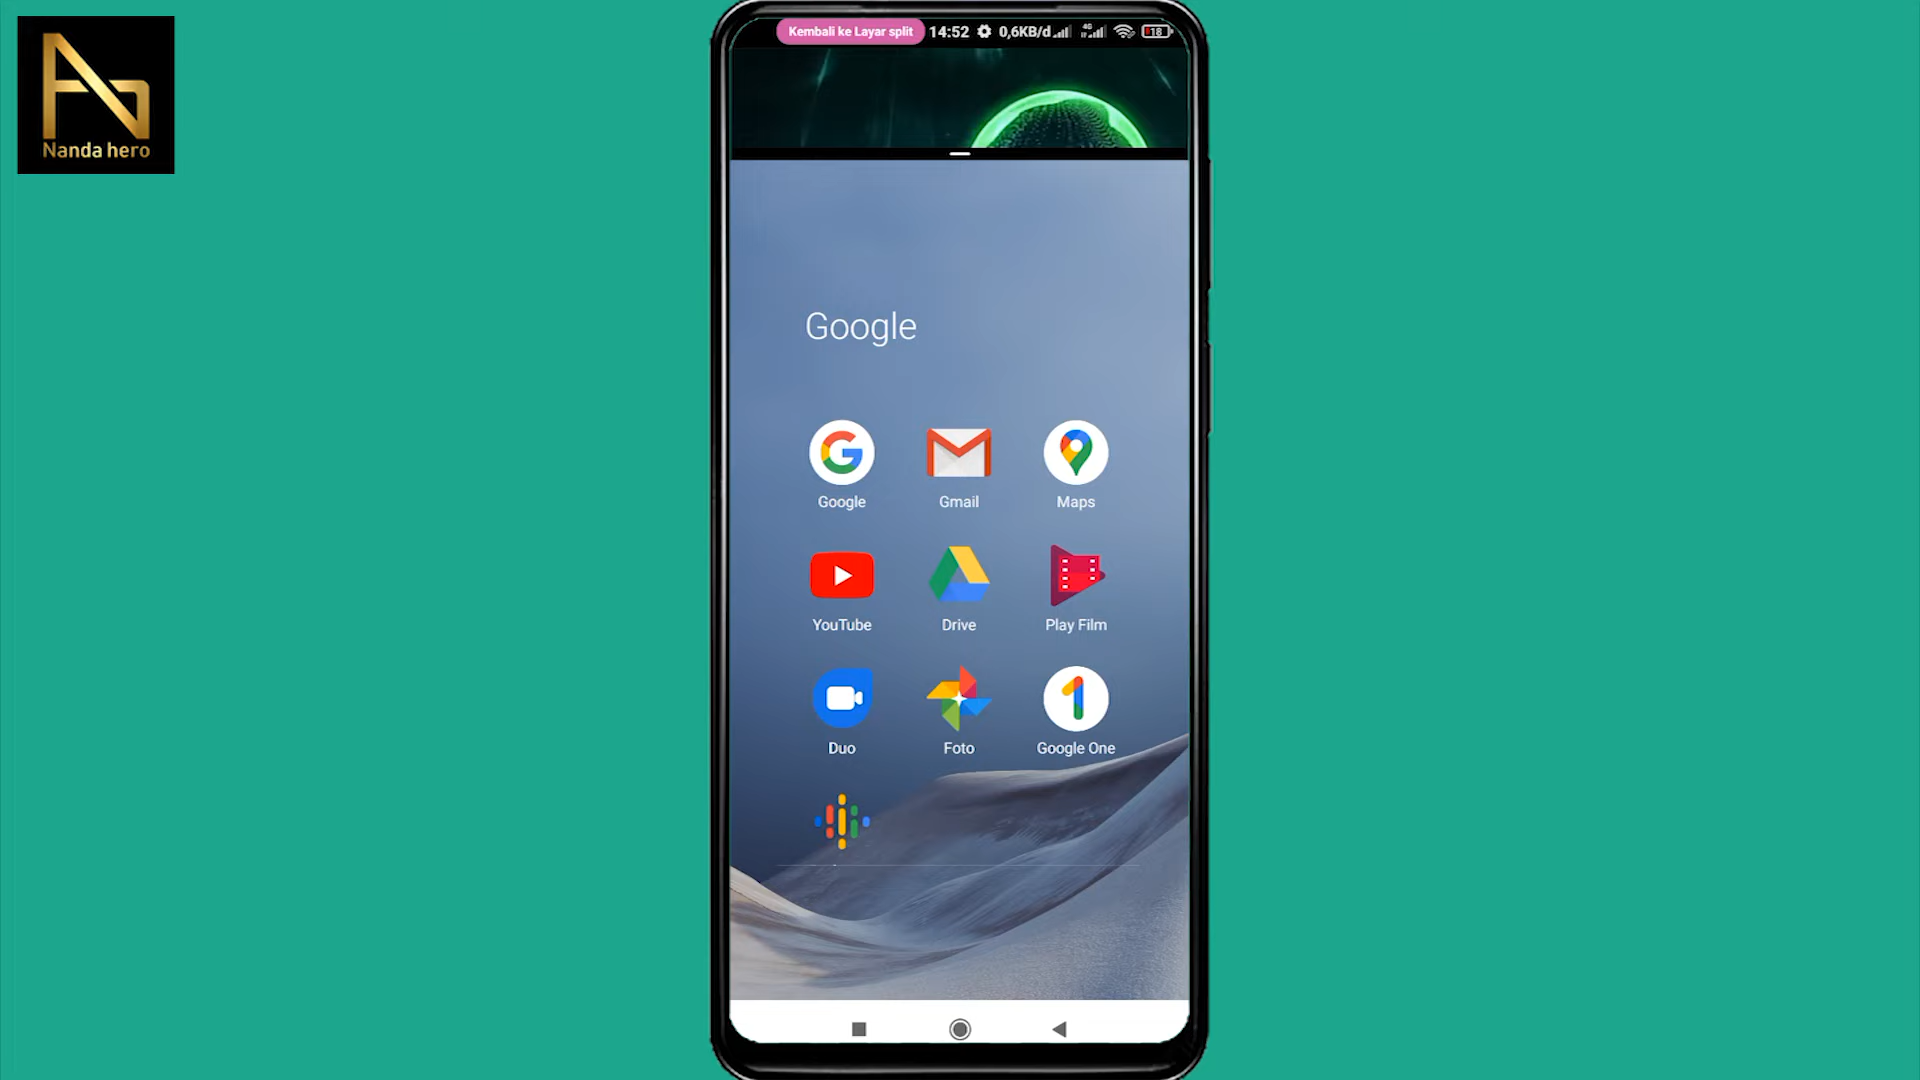 Nanda hero
Kembali ke Layar split 14:52 0,6KB/d 4G 18
Google
Google Gmail Maps
YouTube Drive Play Film
Duo Foto Google One